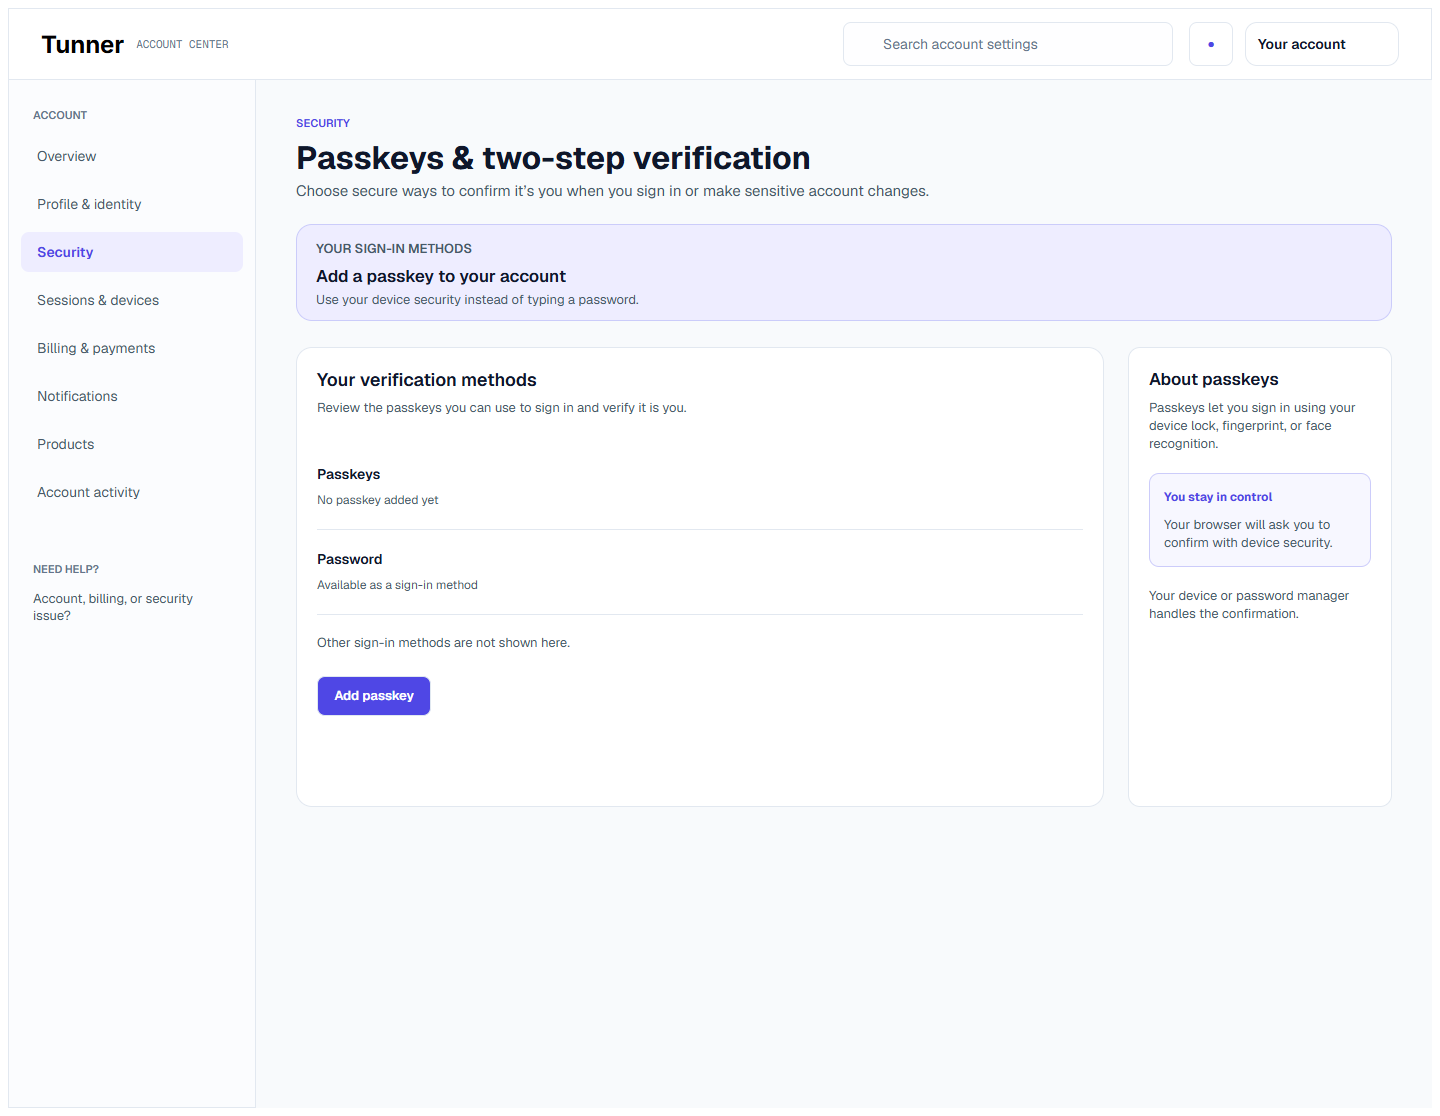 Tunner ACCOUNT CENTER
Search account settings
Your account
ACCOUNT
Overview
Profile & identity
Security
Sessions & devices
Billing & payments
Notifications
Products
Account activity
NEED HELP?
Account, billing, or security
issue?
SECURITY
Passkeys & two-step verification
Choose secure ways to confirm it’s you when you sign in or make sensitive account changes.
YOUR SIGN-IN METHODS
Add a passkey to your account
Use your device security instead of typing a password.
Your verification methods
Review the passkeys you can use to sign in and verify it is you.
Passkeys
No passkey added yet
Password
Available as a sign-in method
Other sign-in methods are not shown here.
Add passkey
About passkeys
Passkeys let you sign in using your
device lock, fingerprint, or face
recognition.
You stay in control
Your browser will ask you to
confirm with device security.
Your device or password manager
handles the confirmation.